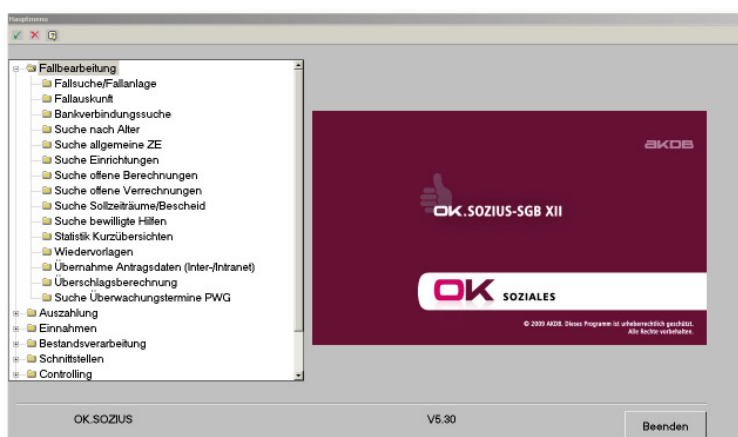 Hauptmenu
Fallbearbeitung
Fallsuche/Fallanlage
Fallauskunft
Bankverbindungssuche
Suche nach Alter
Suche allgemeine ZE
Suche Einrichtungen
Suche offene Berechnungen
Suche offene Verrechnungen
Suche Sollzeiträume/Bescheid
Suche bewilligte Hilfen
Statistik Kurzübersichten
Wiedervorlagen
Übernahme Antragsdaten (Inter-/Intranet)
Überschlagsberechnung
Suche Überwachungstermine PWG
Auszahlung
Einnahmen
Bestandsverarbeitung
Schnittstellen
Controlling
AKDB
OK.SOZIUS-SGB XII
OK SOZIALES
© 2009 AKDB. Dieses Programm ist urheberrechtlich geschützt.
Alle Rechte vorbehalten.
OK.SOZIUS
V5.30
Beenden